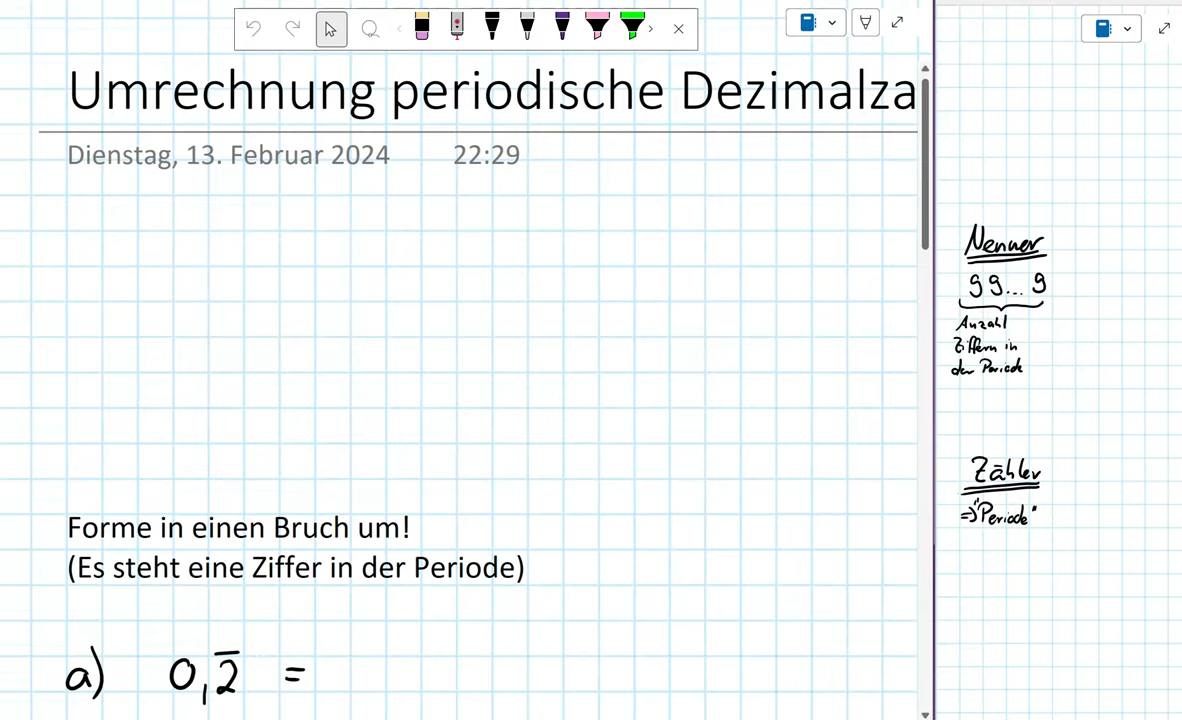 Umrechnung periodische Dezimalza
Dienstag, 13. Februar 2024 22:29
Forme in einen Bruch um!
(Es steht eine Ziffer in der Periode)
a) 0,2̅ =
Nenner
99...9
Anzahl
Ziffern in
der Periode
Zähler
=> "Periode"